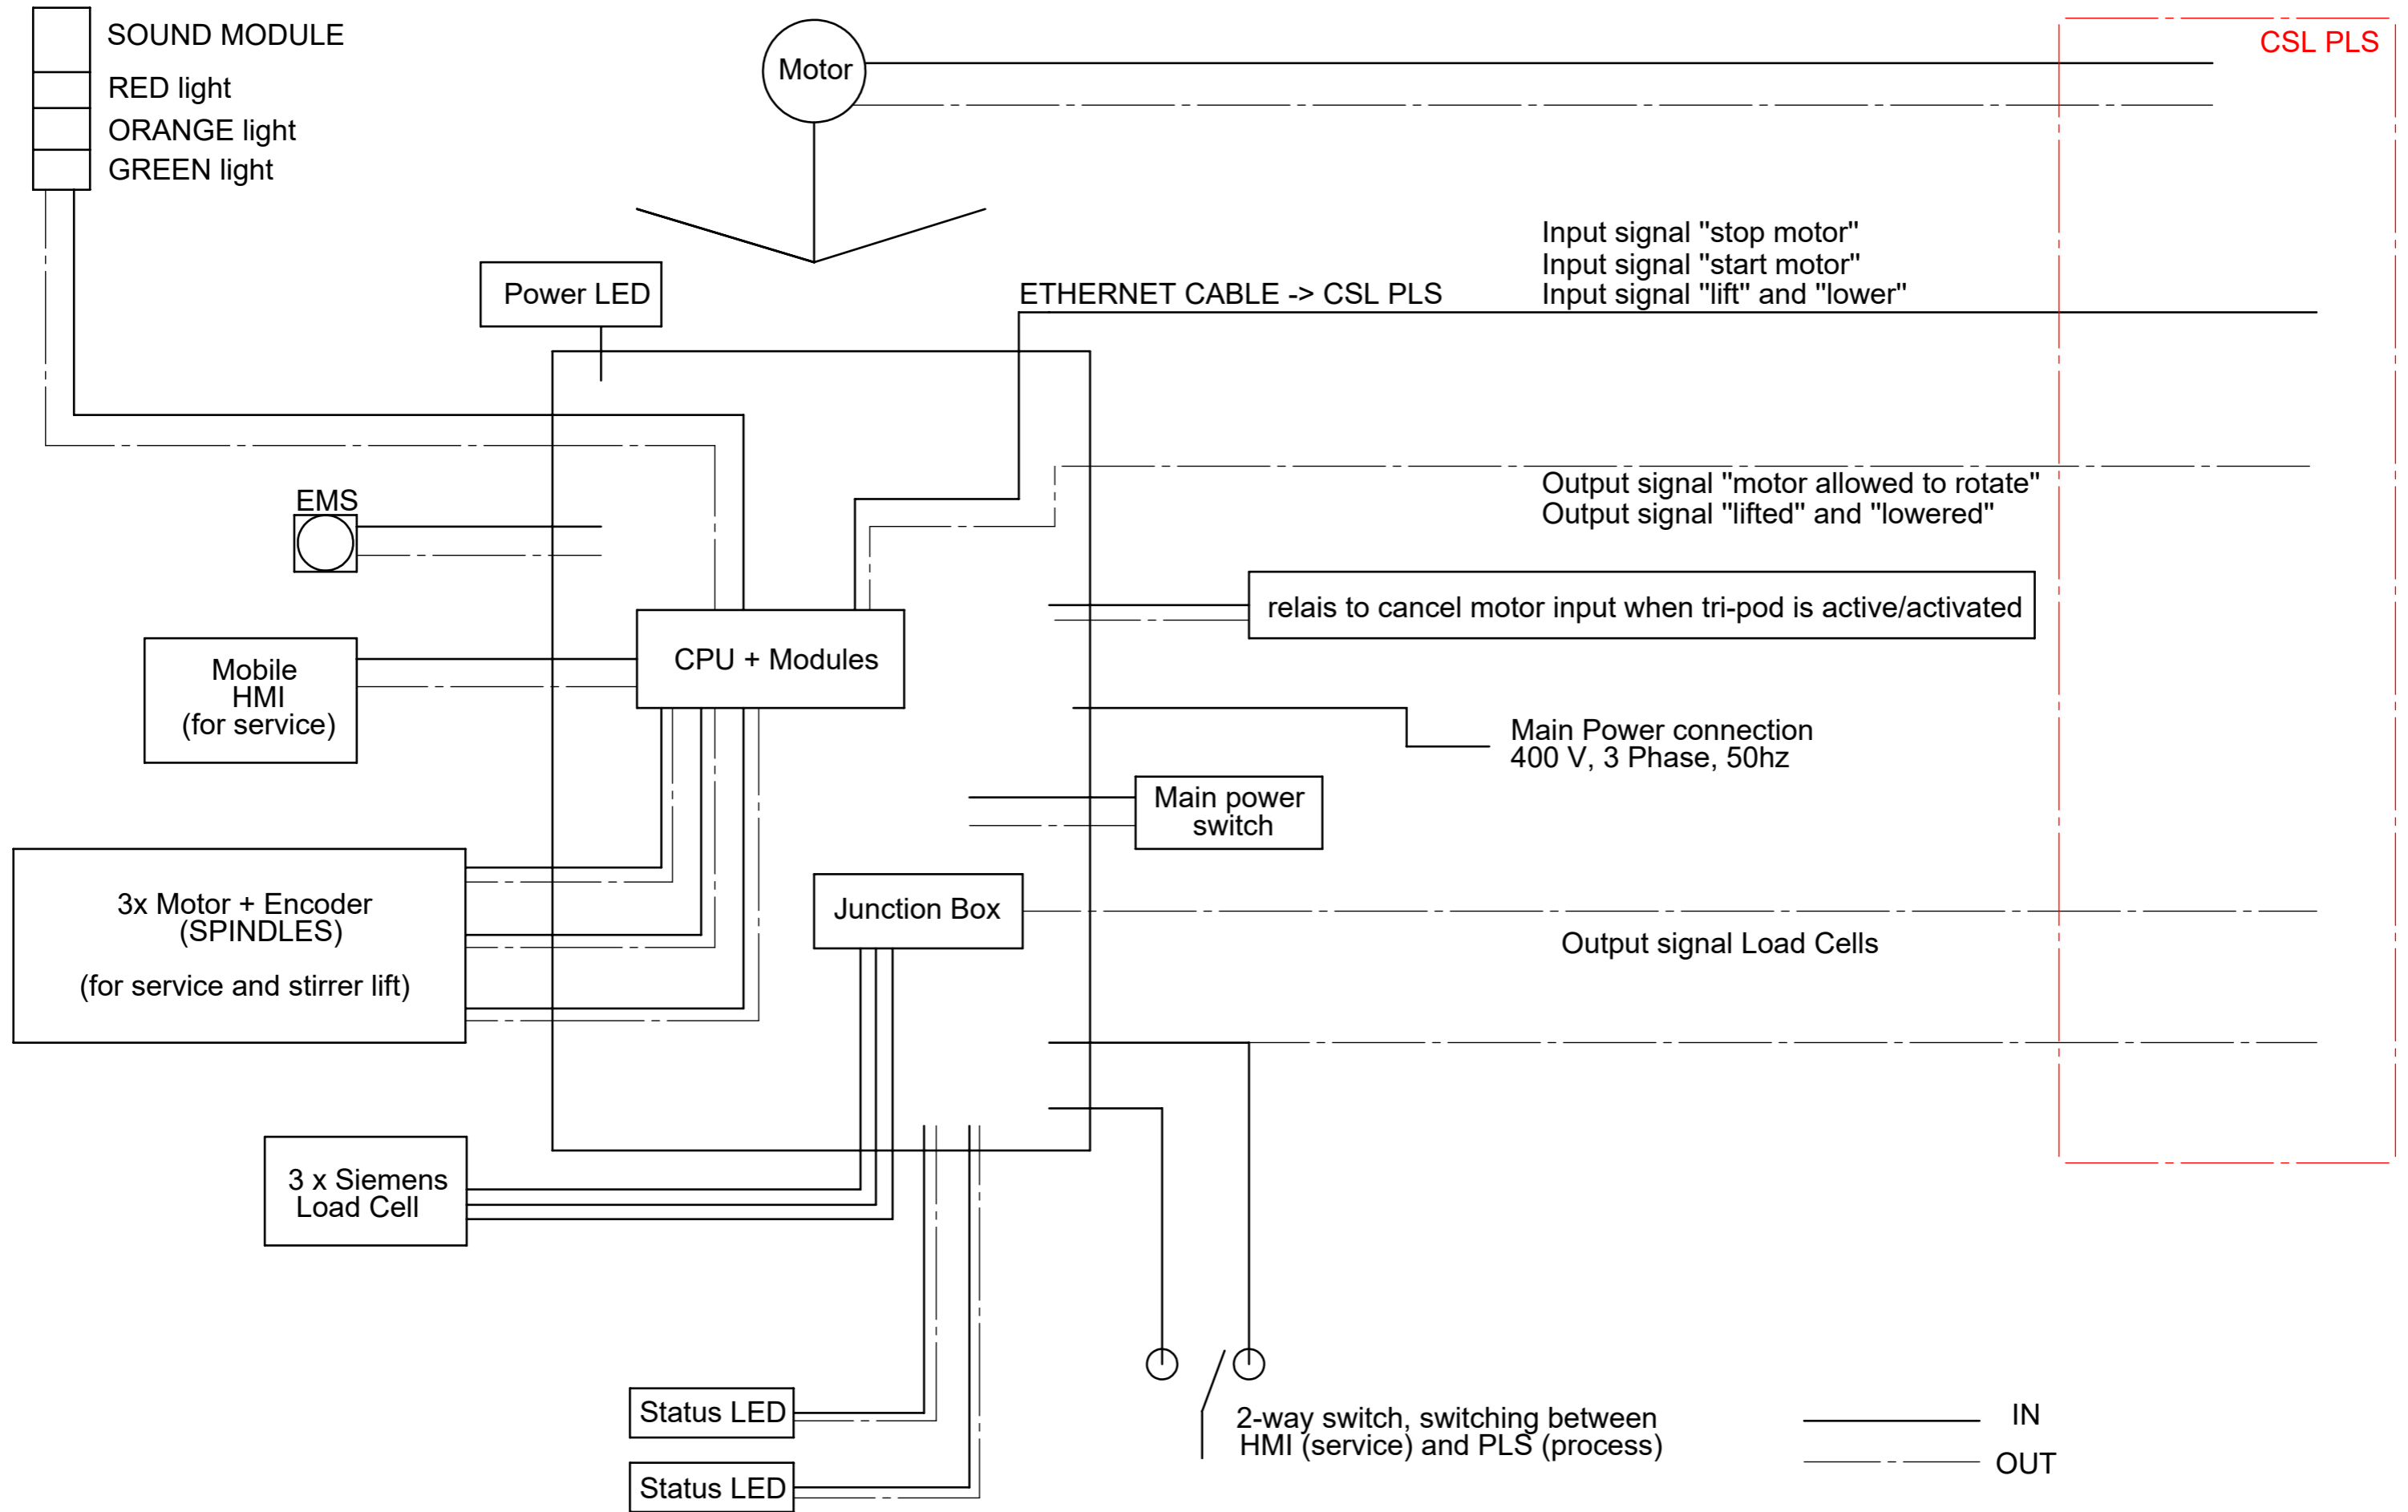 SOUND MODULE
RED light
ORANGE light
GREEN light
Motor
CSL PLS
Power LED
ETHERNET CABLE -> CSL PLS
Input signal "stop motor"
Input signal "start motor"
Input signal "lift" and "lower"
EMS
Output signal "motor allowed to rotate"
Output signal "lifted" and "lowered"
relais to cancel motor input when tri-pod is active/activated
CPU + Modules
Mobile
HMI
(for service)
Main Power connection
400 V, 3 Phase, 50hz
Main power
switch
3x Motor + Encoder
(SPINDLES)
(for service and stirrer lift)
Junction Box
Output signal Load Cells
3 x Siemens
Load Cell
Status LED
Status LED
2-way switch, switching between
HMI (service) and PLS (process)
IN
OUT